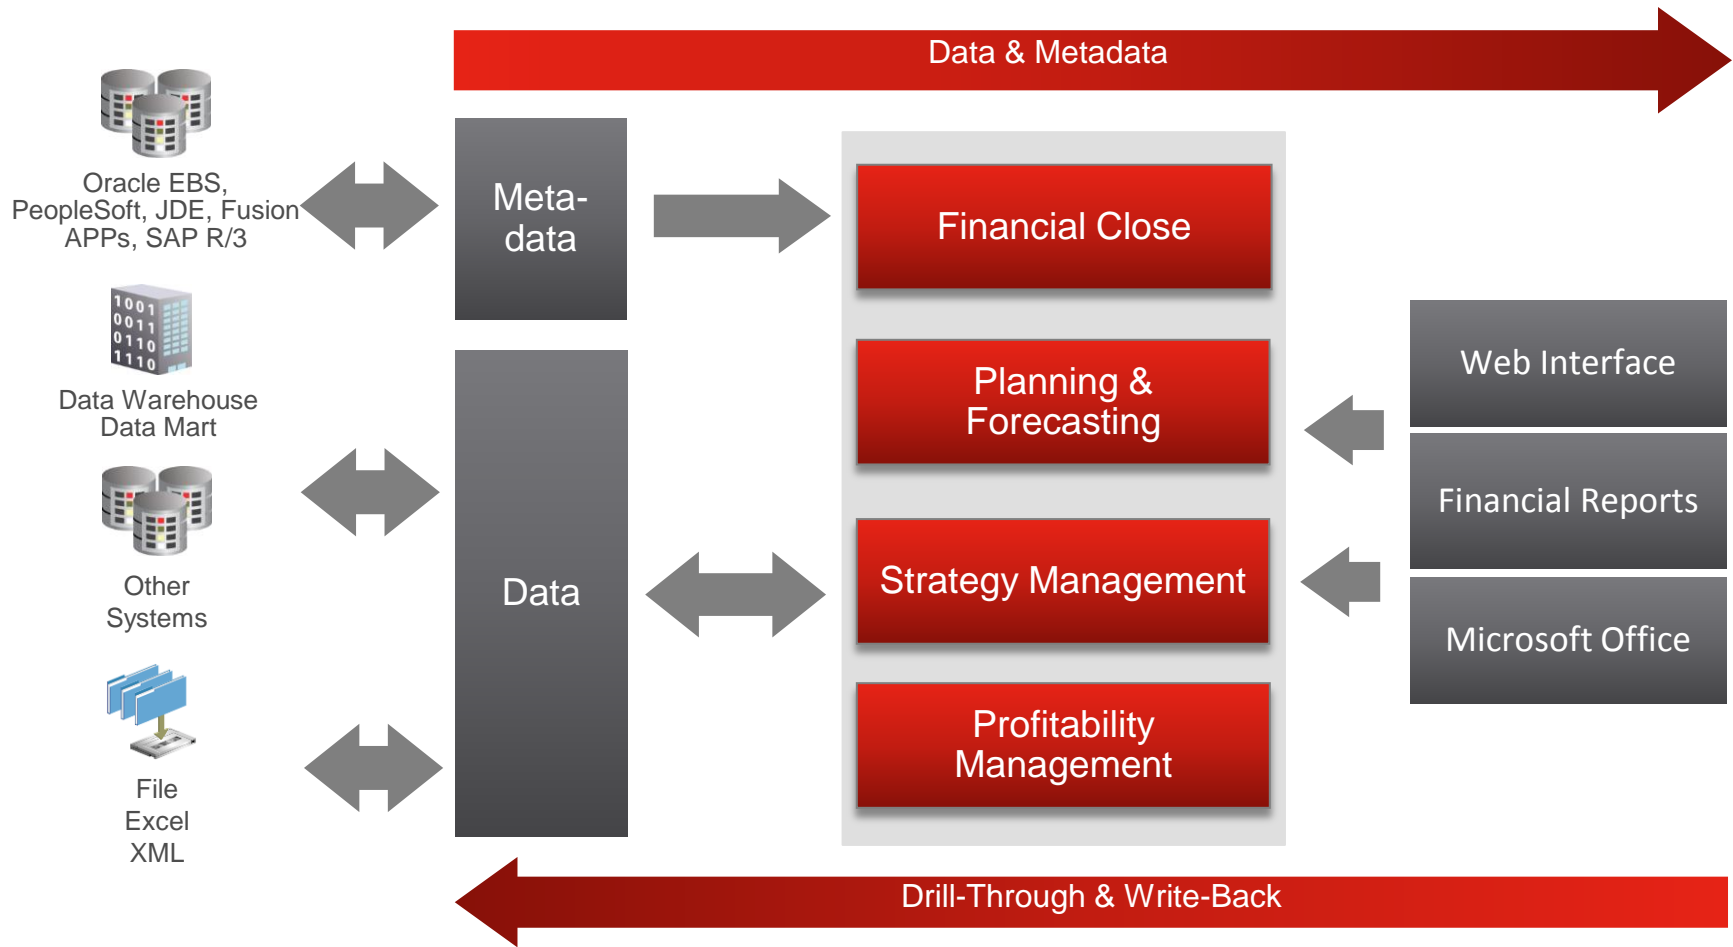 Data & Metadata
Oracle EBS,
PeopleSoft, JDE, Fusion
APPs, SAP R/3
1001
0011
0110
1110
Data Warehouse
Data Mart
Other
Systems
File
Excel
XML
Meta-
data
Data
Financial Close
Planning &
Forecasting
Strategy Management
Profitability
Management
Web Interface
Financial Reports
Microsoft Office
Drill-Through & Write-Back